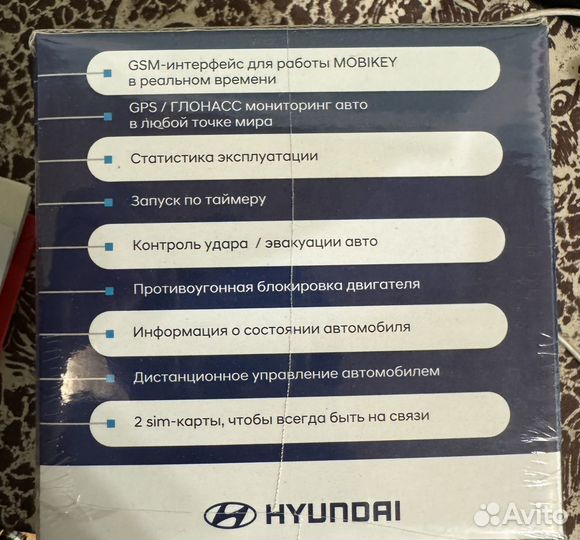 GSM-интерфейс для работы MOBIKEY
в реальном времени
GPS / ГЛОНАСС мониторинг авто
в любой точке мира
Статистика эксплуатации
Запуск по таймеру
Контроль удара / эвакуации авто
Противоугонная блокировка двигателя
Информация о состоянии автомобиля
Дистанционное управление автомобилем
2 sim-карты, чтобы всегда быть на связи
HYUNDAI
Avito